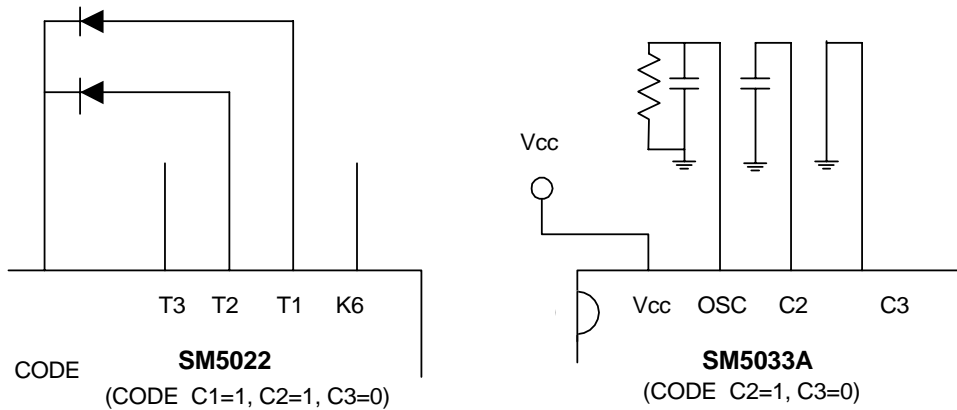 Vcc
T3 T2 T1 K6
CODE
SM5022
(CODE C1=1, C2=1, C3=0)
Vcc OSC C2 C3
SM5033A
(CODE C2=1, C3=0)